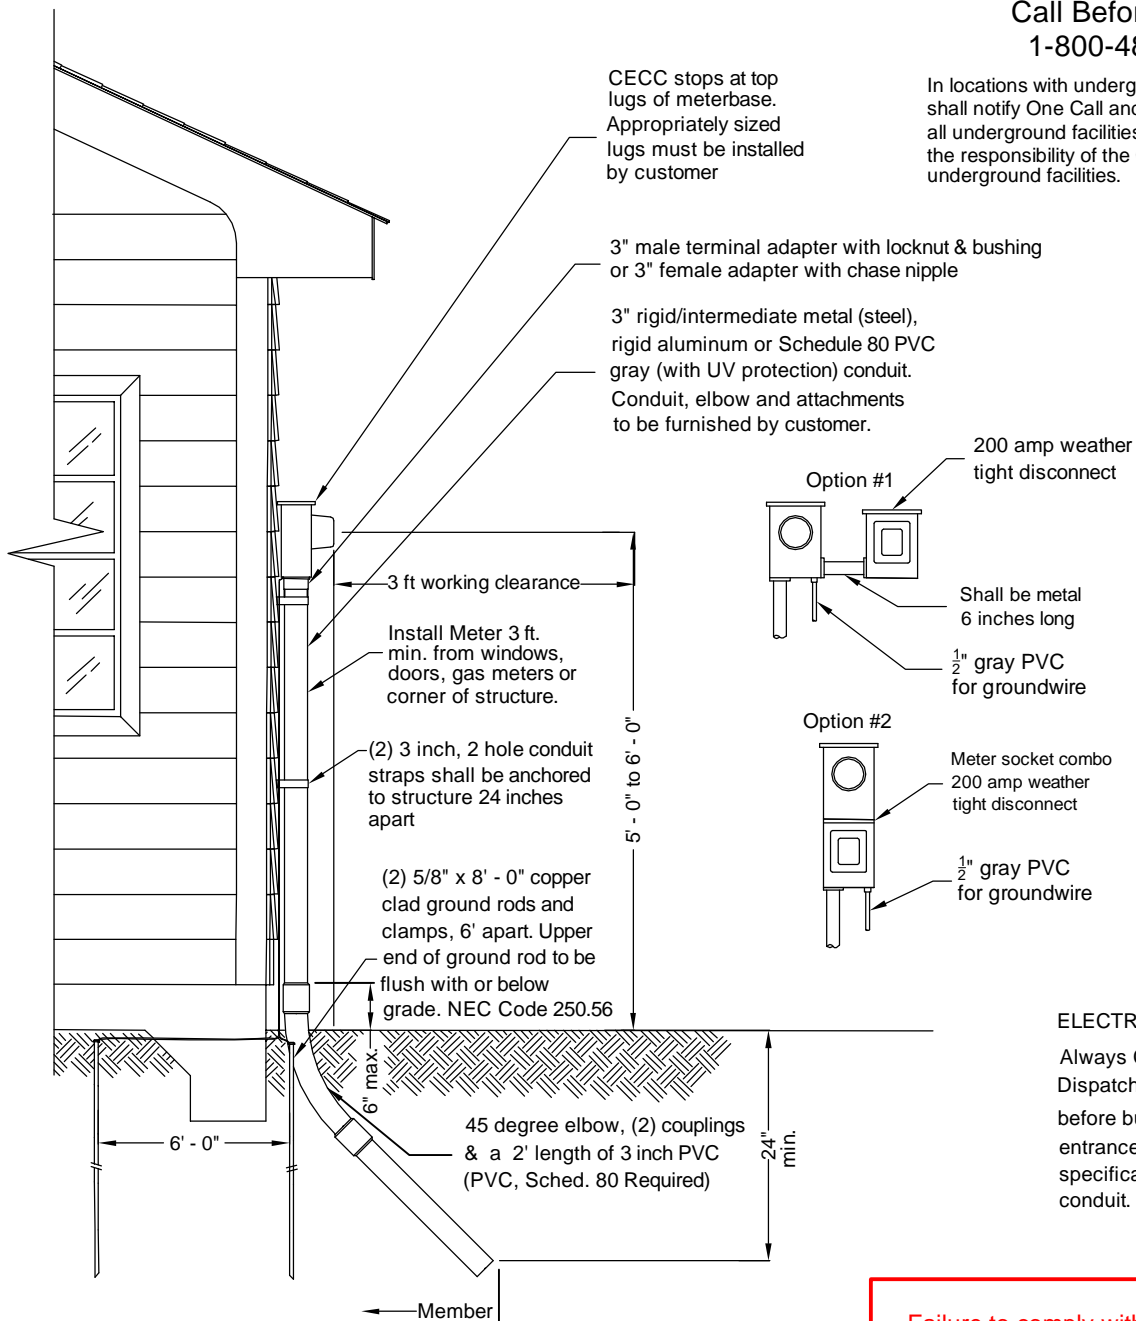 Call Befor
1-800-48
CECC stops at top
lugs of meterbase.
Appropriately sized
lugs must be installed
by customer
In locations with underg
shall notify One Call and
all underground facilities
the responsibility of the
underground facilities.
3" male terminal adapter with locknut & bushing
or 3" female adapter with chase nipple
3" rigid/intermediate metal (steel),
rigid aluminum or Schedule 80 PVC
gray (with UV protection) conduit.
Conduit, elbow and attachments
to be furnished by customer.
200 amp weather
tight disconnect
Option #1
Shall be metal
6 inches long
½" gray PVC
for groundwire
3 ft working clearance
Install Meter 3 ft.
min. from windows,
doors, gas meters or
corner of structure.
5' - 0" to 6' - 0"
Option #2
Meter socket combo
200 amp weather
tight disconnect
½" gray PVC
for groundwire
(2) 3 inch, 2 hole conduit
straps shall be anchored
to structure 24 inches
apart
(2) 5/8" x 8' - 0" copper
clad ground rods and
clamps, 6' apart. Upper
end of ground rod to be
flush with or below
grade. NEC Code 250.56
6" max.
6' - 0"
45 degree elbow, (2) couplings
& a 2' length of 3 inch PVC
(PVC, Sched. 80 Required)
24"
min.
ELECTR
Always C
Dispatch
before bu
entrance
specifica
conduit.
Member
Failure to comply with